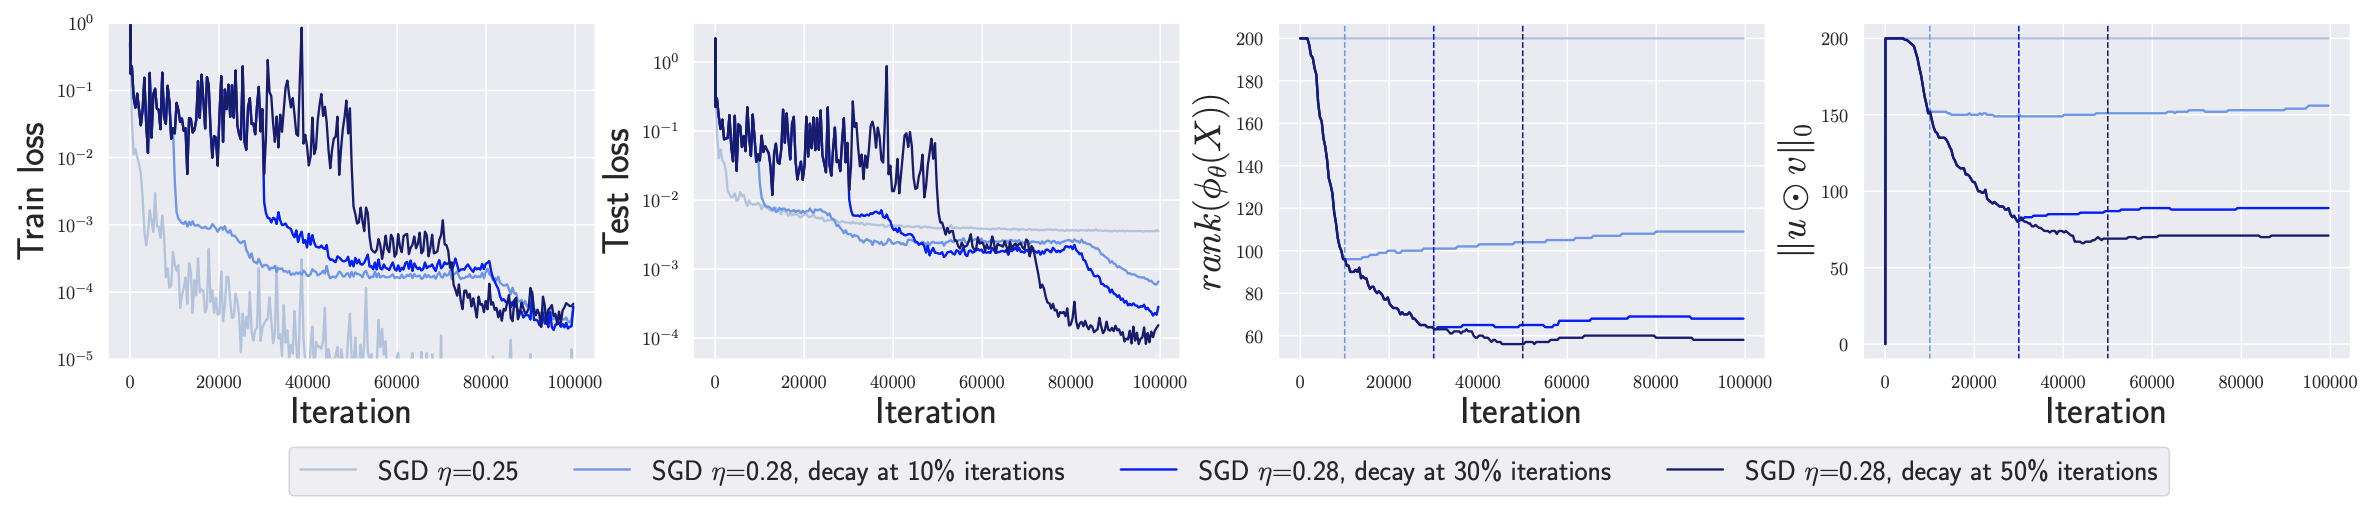 Train loss
10⁰
10⁻¹
10⁻²
10⁻³
10⁻⁴
10⁻⁵
0 20000 40000 60000 80000 100000
Iteration
Test loss
10⁰
10⁻¹
10⁻²
10⁻³
10⁻⁴
0 20000 40000 60000 80000 100000
Iteration
rank(ϕ_θ(X))
200
180
160
140
120
100
80
60
0 20000 40000 60000 80000 100000
Iteration
||u ⊙ v||₀
200
150
100
50
0
0 20000 40000 60000 80000 100000
Iteration
SGD η=0.25
SGD η=0.28, decay at 10% iterations
SGD η=0.28, decay at 30% iterations
SGD η=0.28, decay at 50% iterations